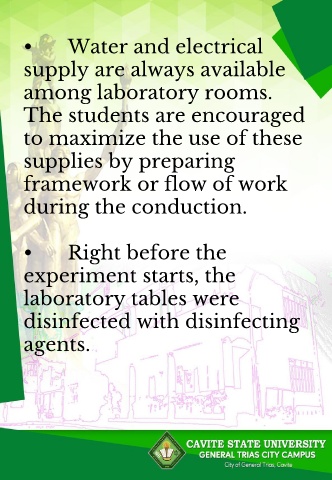 • Water and electrical
supply are always available
among laboratory rooms.
The students are encouraged
to maximize the use of these
supplies by preparing
framework or flow of work
during the conduction.
• Right before the
experiment starts, the
laboratory tables were
disinfected with disinfecting
agents.
CAVITE STATE UNIVERSITY
GENERAL TRIAS CITY CAMPUS
City of General Trias, Cavite